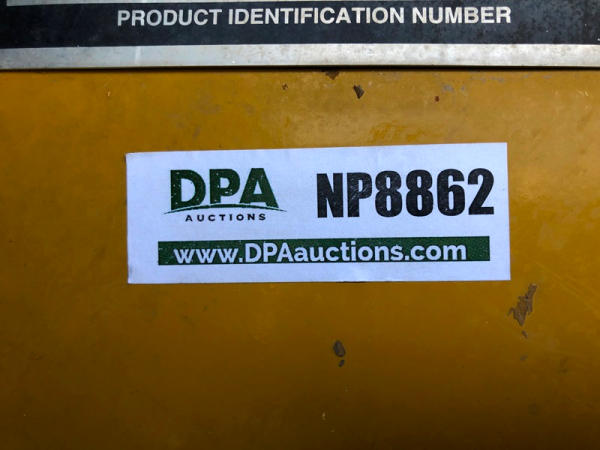 PRODUCT IDENTIFICATION NUMBER
DPA NP8862
AUCTIONS
www.DPAauctions.com